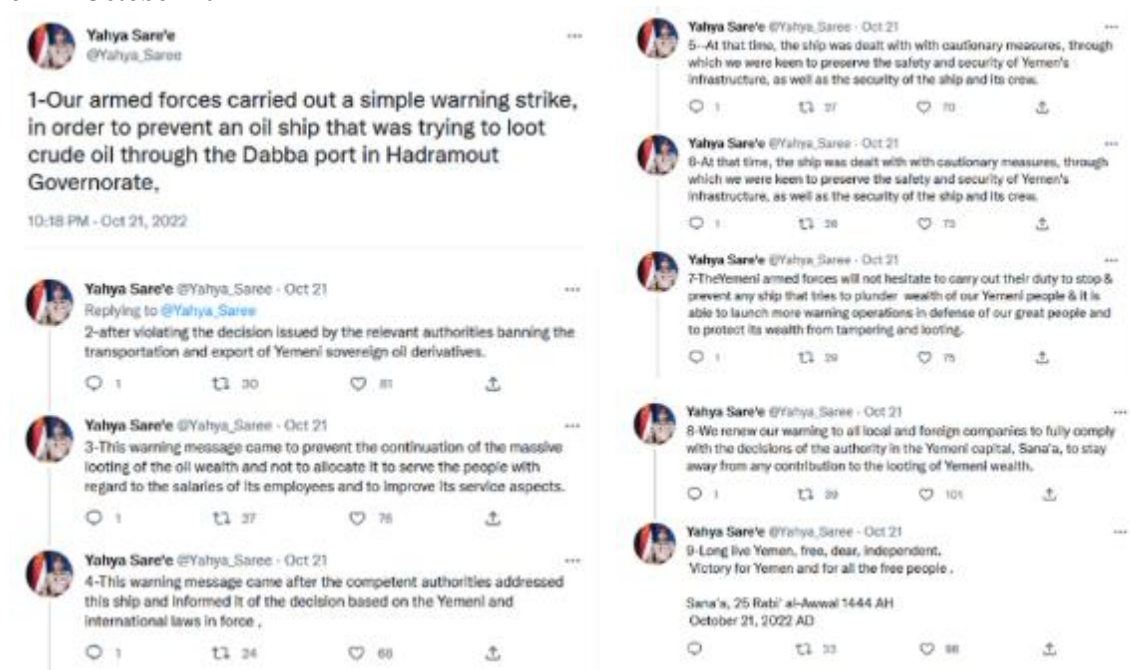 Yahya Sare'e
@Yahya_Saree
1-Our armed forces carried out a simple warning strike,
in order to prevent an oil ship that was trying to loot
crude oil through the Dabba port in Hadramout
Governorate,
10:18 PM - Oct 21, 2022
Yahya Sare'e @Yahya_Saree - Oct 21
Replying to @Yahya_Saree
2-after violating the decision issued by the relevant authorities banning the
transportation and export of Yemeni sovereign oil derivatives.
1 30 81
Yahya Sare'e @Yahya_Saree - Oct 21
3-This warning message came to prevent the continuation of the massive
looting of the oil wealth and not to allocate it to serve the people with
regard to the salaries of its employees and to improve its service aspects.
1 37 76
Yahya Sare'e @Yahya_Saree - Oct 21
4-This warning message came after the competent authorities addressed
this ship and informed it of the decision based on the Yemeni and
international laws in force .
1 34 68
Yahya Sare'e @Yahya_Saree - Oct 21
5--At that time, the ship was dealt with with cautionary measures, through
which we were keen to preserve the safety and security of Yemen's
infrastructure, as well as the security of the ship and its crew.
1 37 70
Yahya Sare'e @Yahya_Saree - Oct 21
6-At that time, the ship was dealt with with cautionary measures, through
which we were keen to preserve the safety and security of Yemen's
infrastructure, as well as the security of the ship and its crew.
1 36 73
Yahya Sare'e @Yahya_Saree - Oct 21
7-TheYemeni armed forces will not hesitate to carry out their duty to stop &
prevent any ship that tries to plunder wealth of our Yemeni people & it is
able to launch more warning operations in defense of our great people and
to protect its wealth from tampering and looting.
1 29 75
Yahya Sare'e @Yahya_Saree - Oct 21
8-We renew our warning to all local and foreign companies to fully comply
with the decisions of the authority in the Yemeni capital, Sana'a, to stay
away from any contribution to the looting of Yemeni wealth.
1 39 101
Yahya Sare'e @Yahya_Saree - Oct 21
9-Long live Yemen, free, dear, independent.
Victory for Yemen and for all the free people .
Sana'a, 25 Rabi' al-Awwal 1444 AH
October 21, 2022 AD
33 98